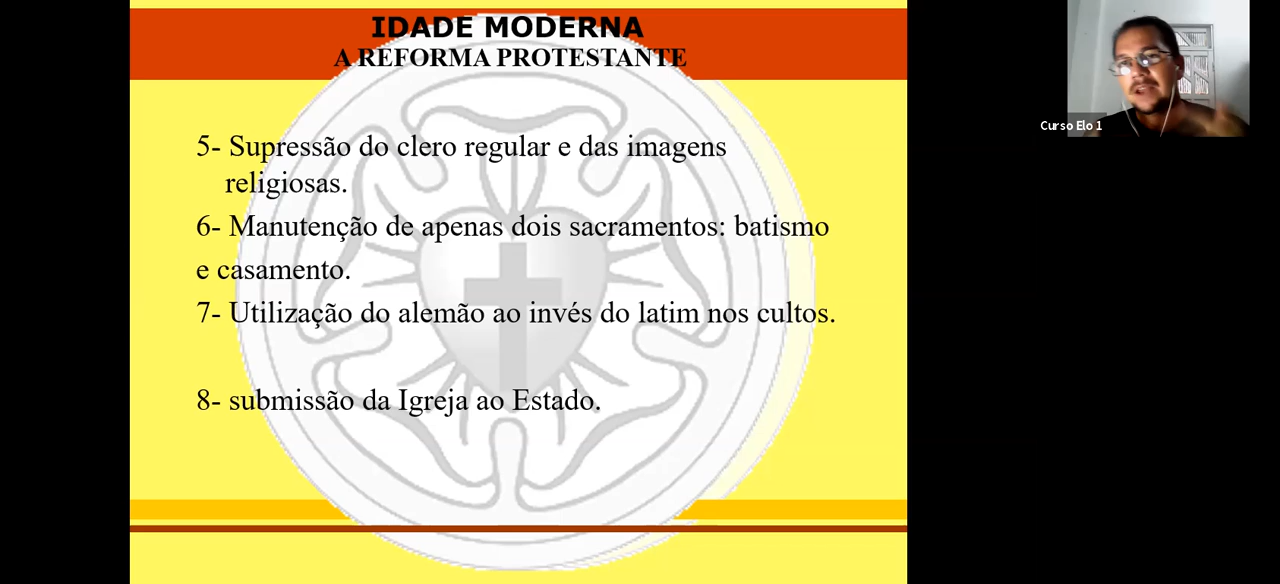 IDADE MODERNA
A REFORMA PROTESTANTE
5- Supressão do clero regular e das imagens
religiosas.
6- Manutenção de apenas dois sacramentos: batismo
e casamento.
7- Utilização do alemão ao invés do latim nos cultos.
8- submissão da Igreja ao Estado.
Curso Elo 1